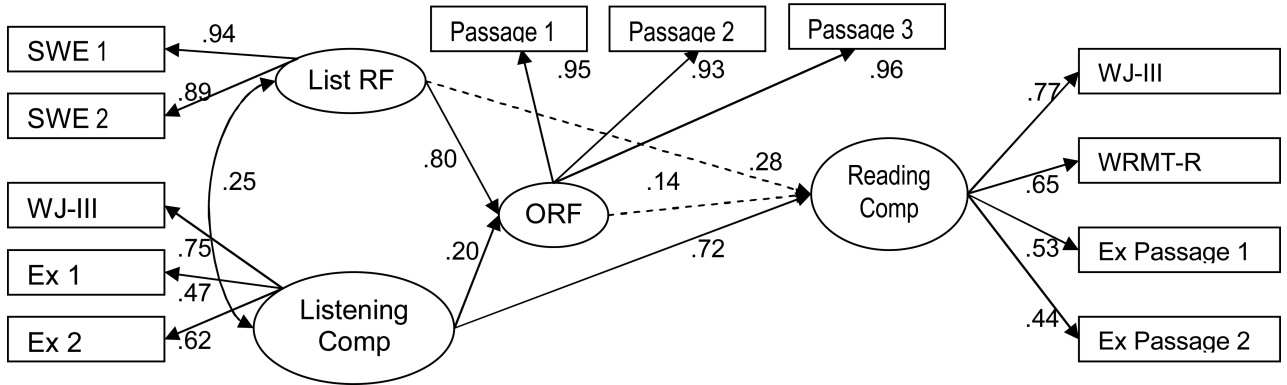 Passage 1
Passage 2
Passage 3
SWE 1
.94
SWE 2
.89
List RF
.95
.93
.96
WJ-III
.77
.80
.28
.25
.14
Reading
Comp
WRMT-R
.65
WJ-III
.75
ORF
.20
.72
Ex 1
.47
Ex Passage 1
.53
Listening
Comp
Ex 2
.62
Ex Passage 2
.44